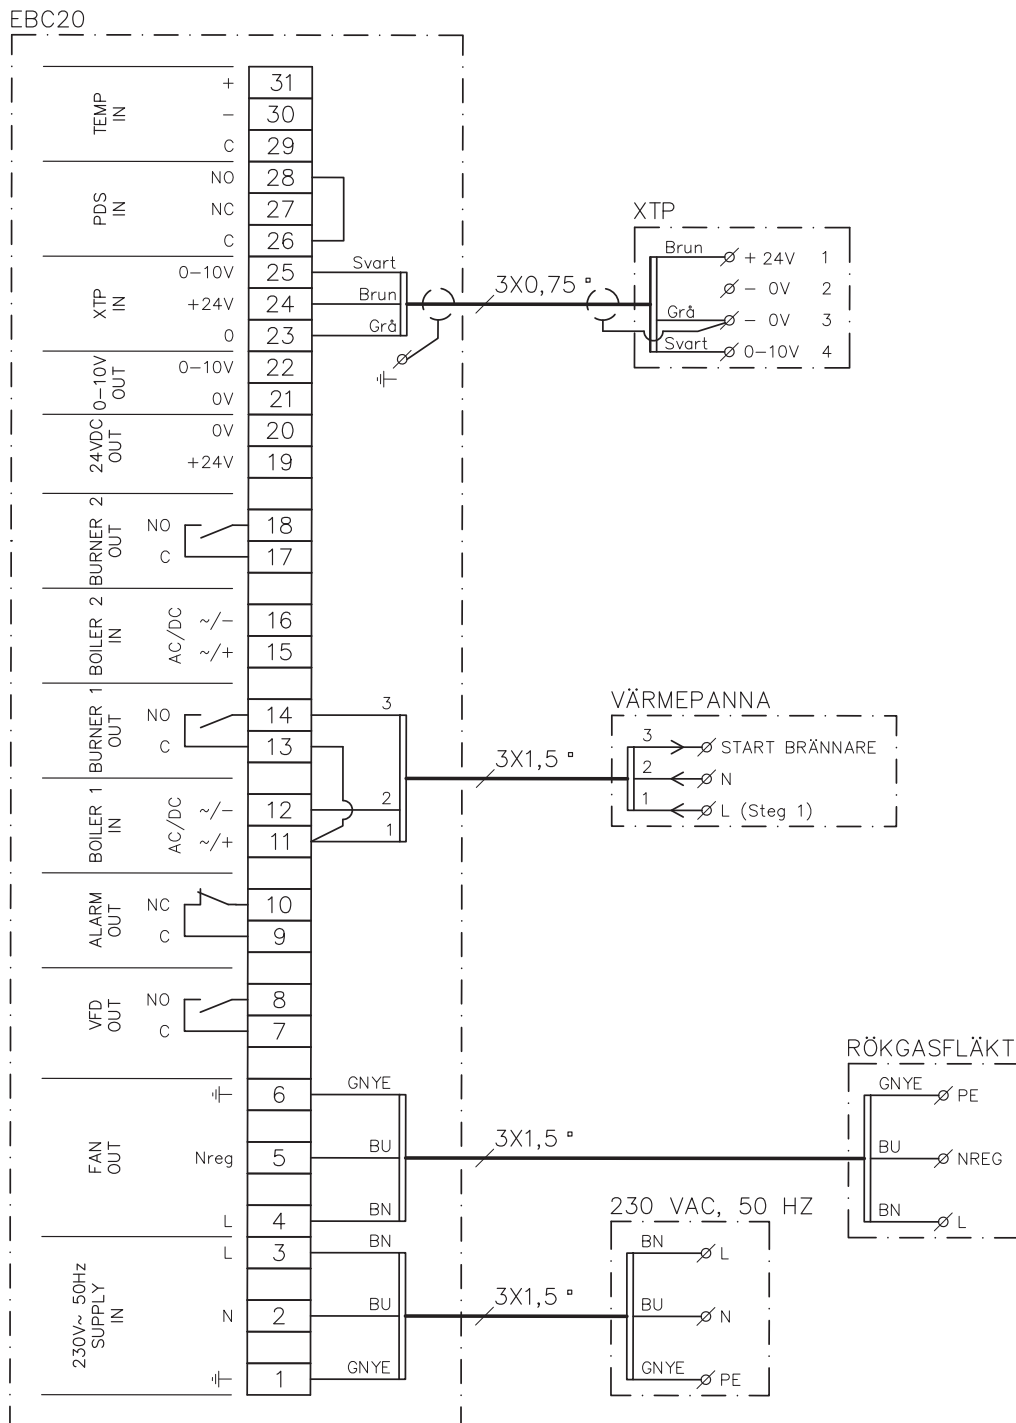 EBC20
TEMP
IN
+ 31
- 30
C 29
PDS
IN
NO 28
NC 27
C 26
XTP
IN
0-10V 25 Svart
+24V 24 Brun
0 23 Grå
3X0,75
XTP
Brun + 24V 1
- 0V 2
Grå - 0V 3
Svart 0-10V 4
0-10V
OUT
0-10V 22
0V 21
24VDC
OUT
0V 20
+24V 19
BURNER 2
OUT
NO 18
C 17
BOILER 2
IN
AC/DC
~/- 16
~/+ 15
BURNER 1
OUT
NO 14 3
C 13
BOILER 1
IN
AC/DC
~/- 12 2
~/+ 11 1
3X1,5
VÄRMEPANNA
3 START BRÄNNARE
2 N
1 L (Steg 1)
ALARM
OUT
NC 10
C 9
VFD
OUT
NO 8
C 7
FAN
OUT
6 GNYE
Nreg 5 BU
L 4 BN
3X1,5
RÖKGASFLÄKT
GNYE PE
BU NREG
BN L
230V~ 50Hz
SUPPLY
IN
L 3 BN
N 2 BU
1 GNYE
3X1,5
230 VAC, 50 HZ
BN L
BU N
GNYE PE